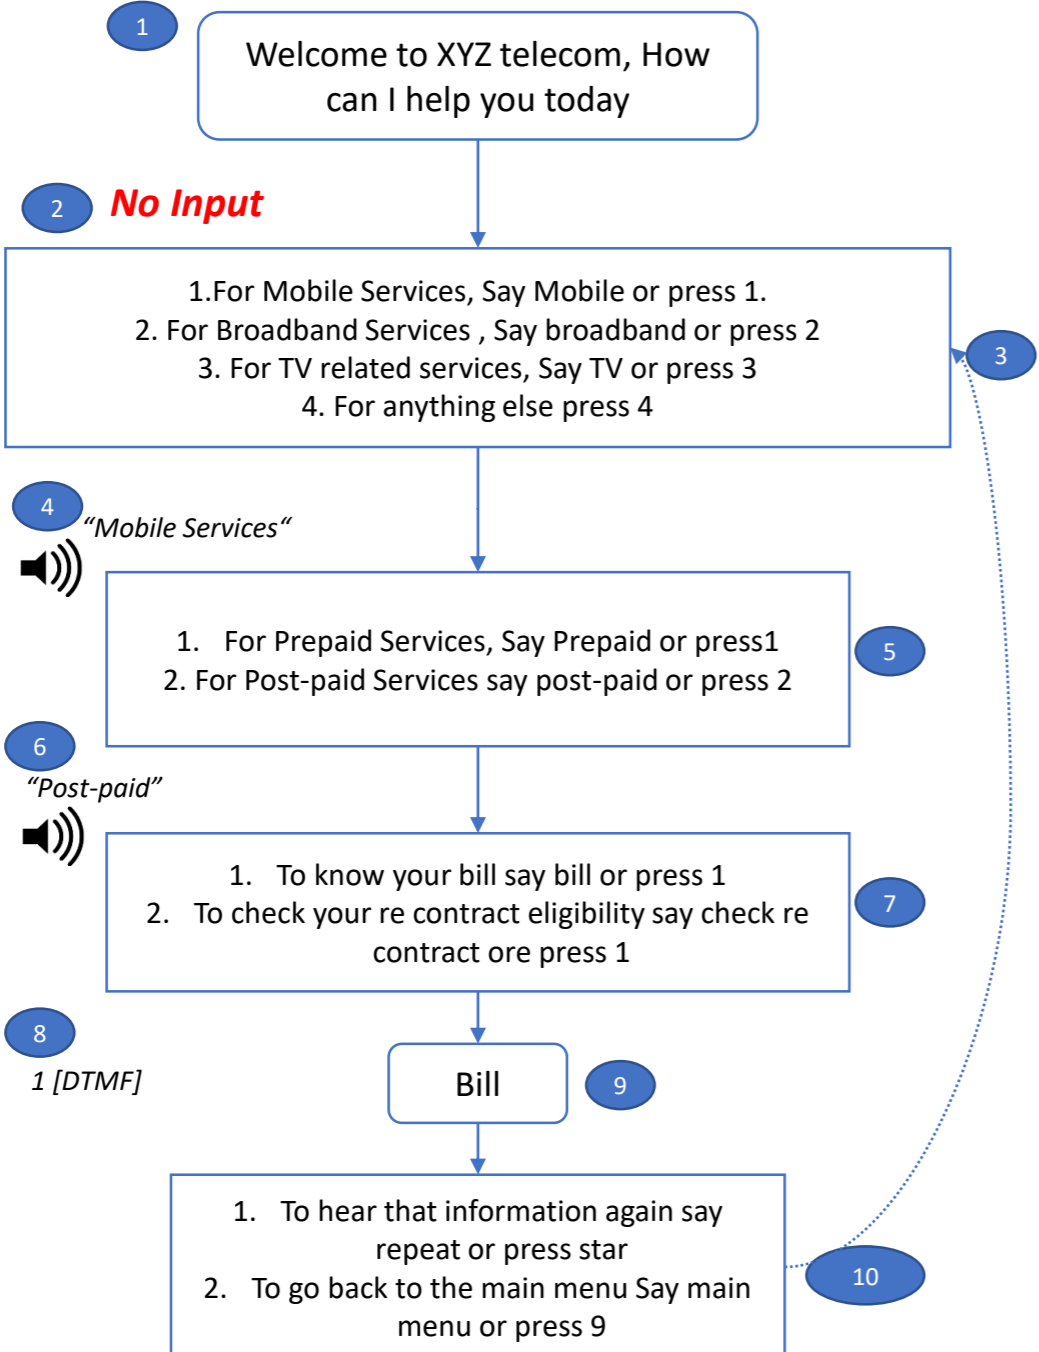 1
Welcome to XYZ telecom, How
can I help you today
2
No Input
1.For Mobile Services, Say Mobile or press 1.
2. For Broadband Services , Say broadband or press 2
3. For TV related services, Say TV or press 3
4. For anything else press 4
3
4
“Mobile Services“
1. For Prepaid Services, Say Prepaid or press1
2. For Post-paid Services say post-paid or press 2
5
6
“Post-paid”
1. To know your bill say bill or press 1
2. To check your re contract eligibility say check re
contract ore press 1
7
8
1 [DTMF]
Bill
9
1. To hear that information again say
repeat or press star
2. To go back to the main menu Say main
menu or press 9
10